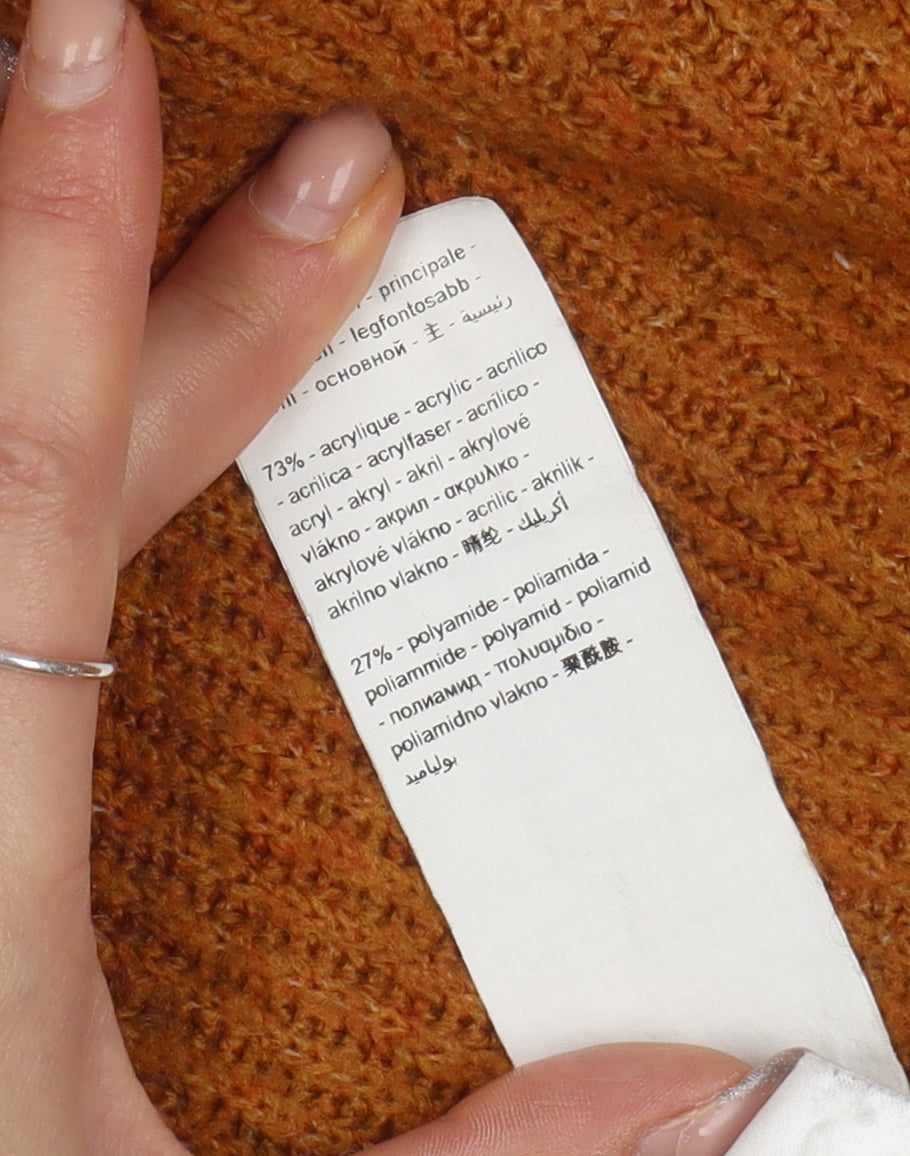 - principale -
- legfontosabb -
- основной - 主 - رئيسية
73% - acrylique - acrylic - acrilico
- acrilica - acrylfaser - acrílico -
acryl - akryl - akril - akrylové
vlákno - акрил - ακρυλικο -
akrylové vlákno - acrilic - akrilik -
akrilno vlakno - 晴纶 - أكريليك
27% - polyamide - poliamida -
poliammide - polyamid - poliamid
- полиамид - πολυαμιδιο -
poliamidno vlakno - 聚酰胺 -
بولياميد